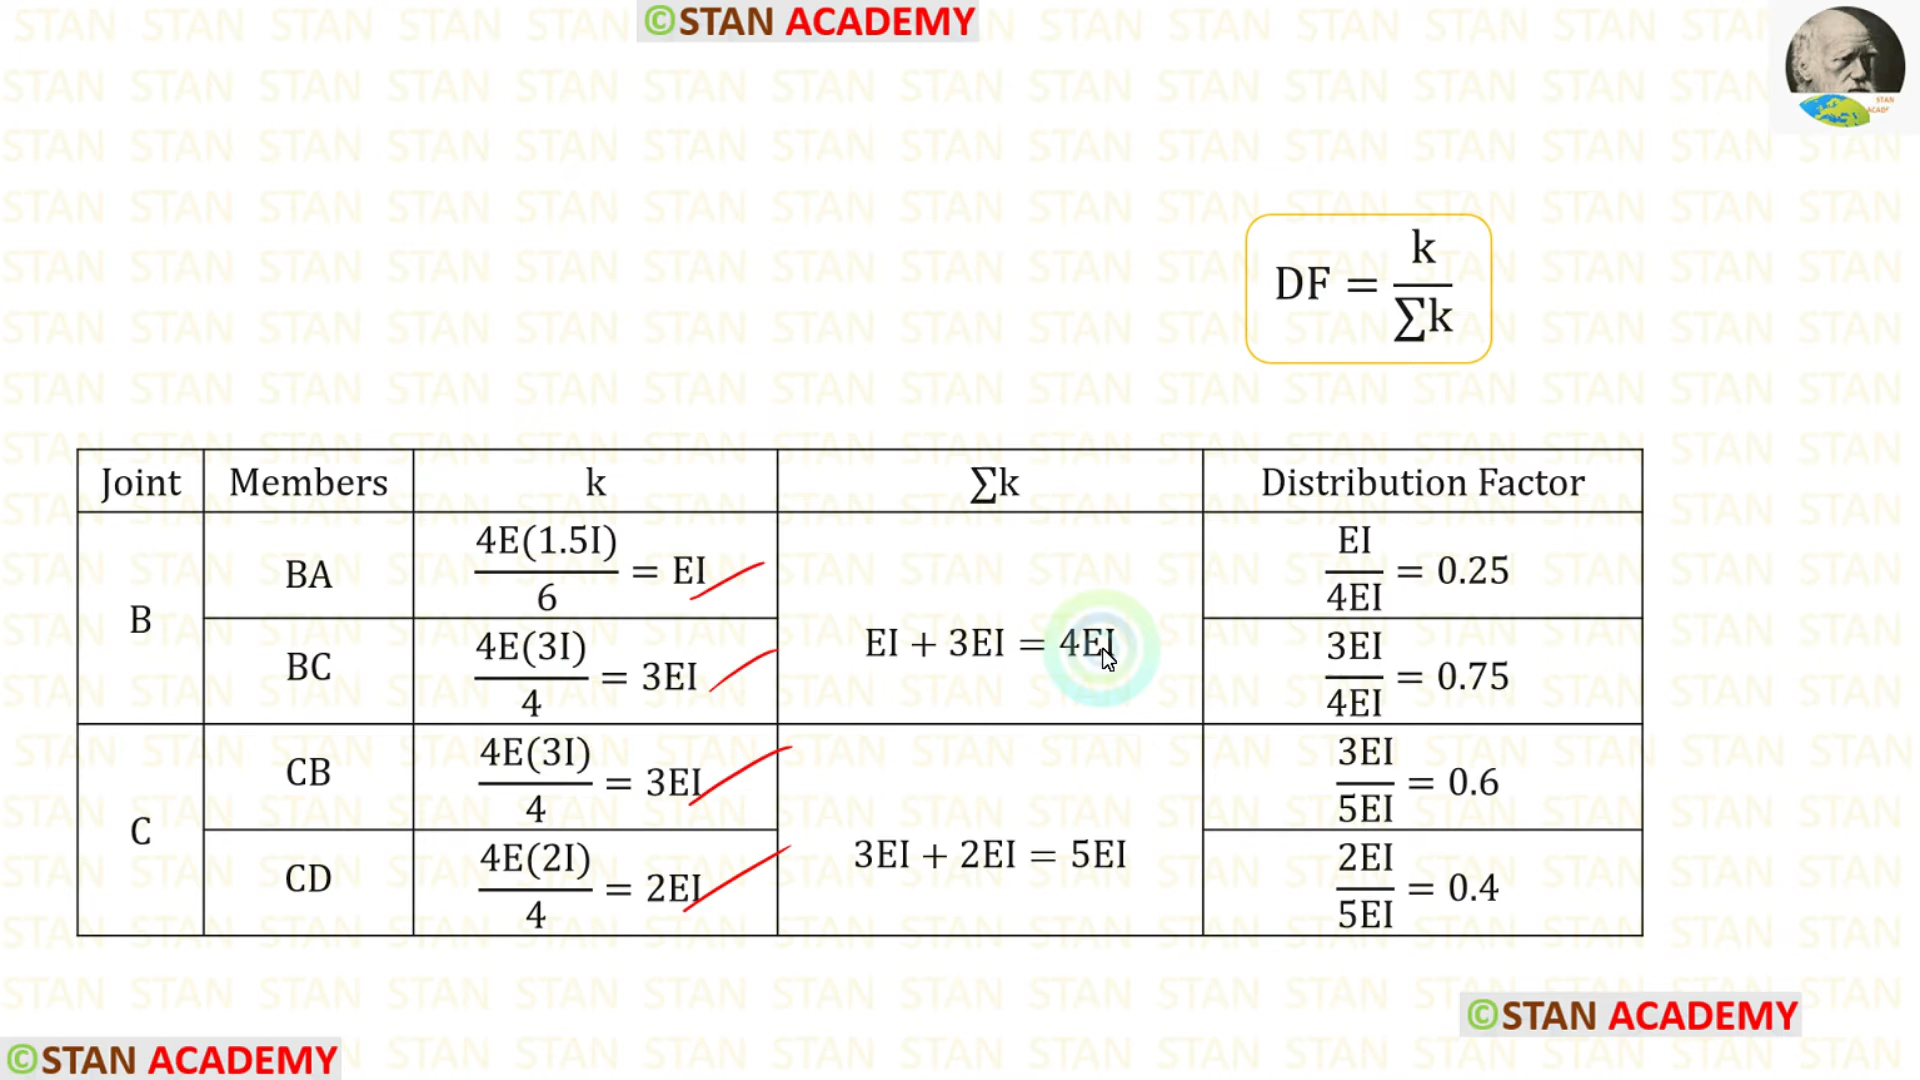 ©STAN ACADEMY
STAN
ACADF
DF = k / ∑k
Joint Members k ∑k Distribution Factor
B BA 4E(1.5I) / 6 = EI EI + 3EI = 4EI EI / 4EI = 0.25
BC 4E(3I) / 4 = 3EI 3EI / 4EI = 0.75
C CB 4E(3I) / 4 = 3EI 3EI + 2EI = 5EI 3EI / 5EI = 0.6
CD 4E(2I) / 4 = 2EI 2EI / 5EI = 0.4
©STAN ACADEMY
©STAN ACADEMY